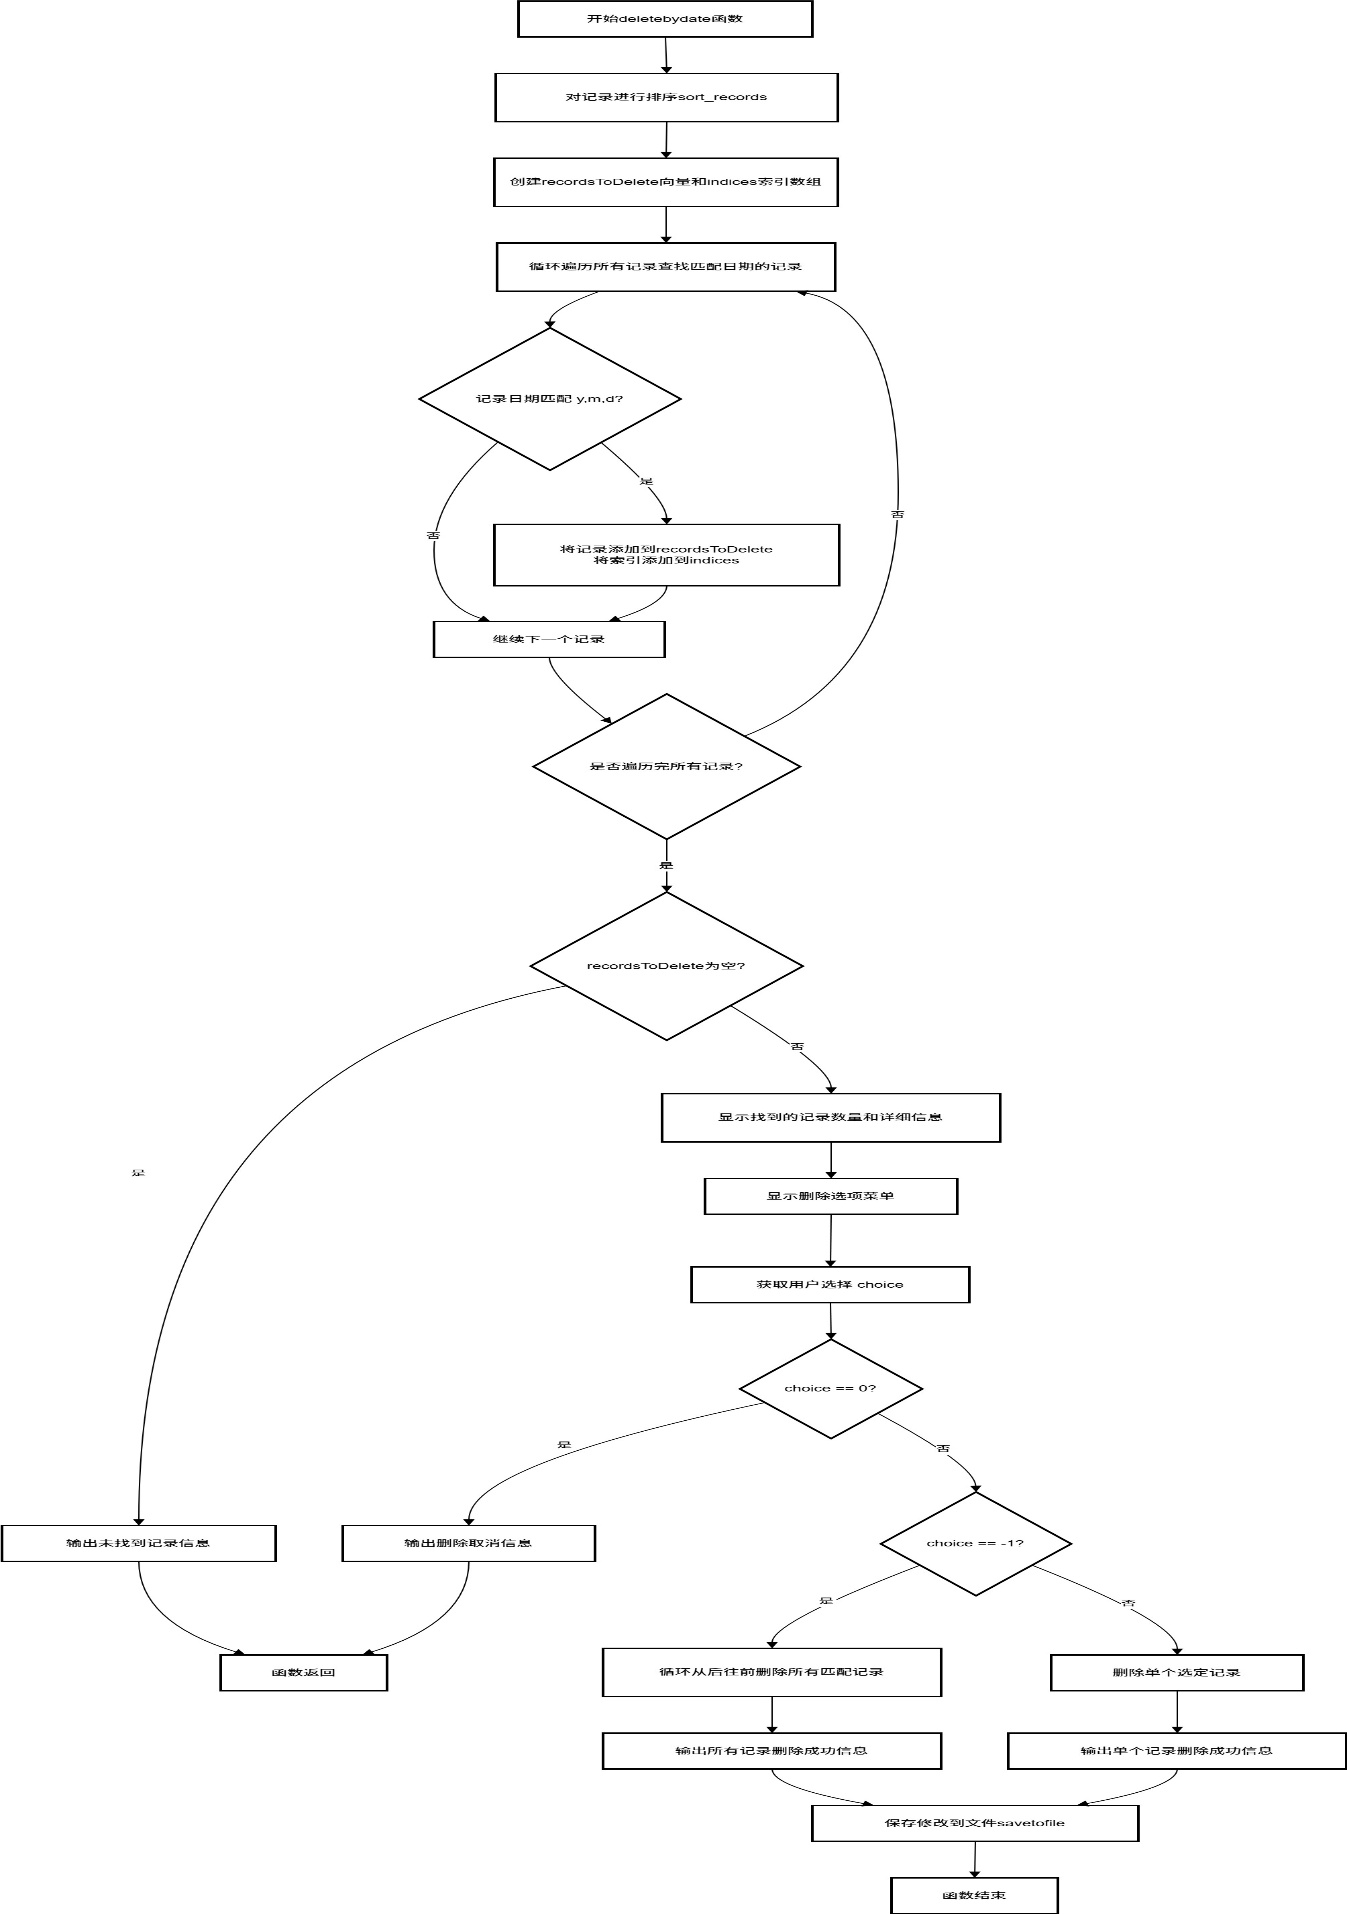 开始deletebydate函数
对记录进行排序sort_records
创建recordsToDelete向量和indices索引数组
循环遍历所有记录查找匹配日期的记录
记录日期匹配 y,m,d?
是
否
否
将记录添加到recordsToDelete
将索引添加到indices
继续下一个记录
是否遍历完所有记录?
是
recordsToDelete为空?
否
显示找到的记录数量和详细信息
是
显示删除选项菜单
获取用户选择 choice
choice == 0?
是
否
输出未找到记录信息
输出删除取消信息
choice == -1?
是
否
函数返回
循环从后往前删除所有匹配记录
删除单个选定记录
输出所有记录删除成功信息
输出单个记录删除成功信息
保存修改到文件savetofile
函数结束